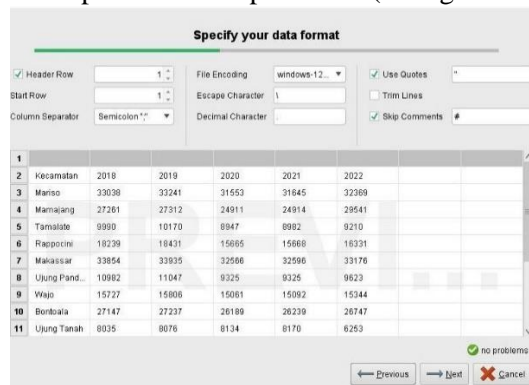 Specify your data format
Header Row 1 File Encoding windows-12... Use Quotes "
Start Row 1 Escape Character \ Trim Lines
Column Separator Semicolon ";" Decimal Character . Skip Comments #
1
2 Kecamatan 2018 2019 2020 2021 2022
3 Mariso 33038 33241 31553 31645 32369
4 Mamajang 27261 27312 24911 24914 29541
5 Tamalate 9990 10170 8947 8982 9210
6 Rappocini 18239 18431 15665 15668 16331
7 Makassar 33854 33935 32566 32596 33176
8 Ujung Pand... 10982 11047 9325 9325 9623
9 Wajo 15727 15806 15061 15092 15344
10 Bontoala 27147 27237 26189 26239 26747
11 Ujung Tanah 8035 8076 8134 8170 6253
no problems
Previous Next Cancel